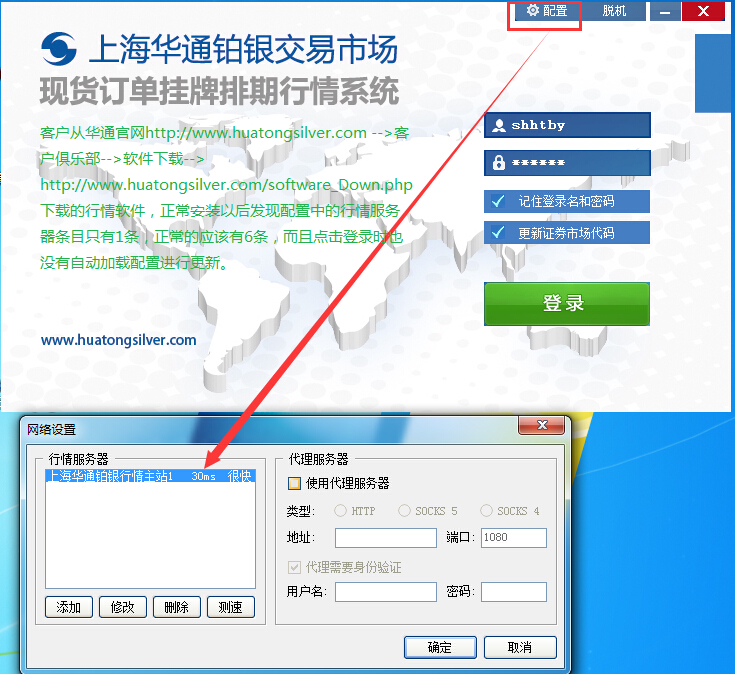 配置 脱机
上海华通铂银交易市场
现货订单挂牌排期行情系统
客户从华通官网http://www.huatongsilver.com -->客
户俱乐部-->软件下载-->
http://www.huatongsilver.com/software_Down.php
下载的行情软件，正常安装以后发现配置中的行情服务
器条目只有1条，正常的应该有6条，而且点击登录时也
没有自动加载配置进行更新。
www.huatongsilver.com
shhtby
******
记住登录名和密码
更新证券市场代码
登录
网络设置
行情服务器
上海华通铂银行情主站1 30ms 很快
添加 修改 删除 测速
代理服务器
使用代理服务器
类型: HTTP SOCKS 5 SOCKS 4
地址: 端口: 1080
代理需要身份验证
用户名: 密码:
确定 取消